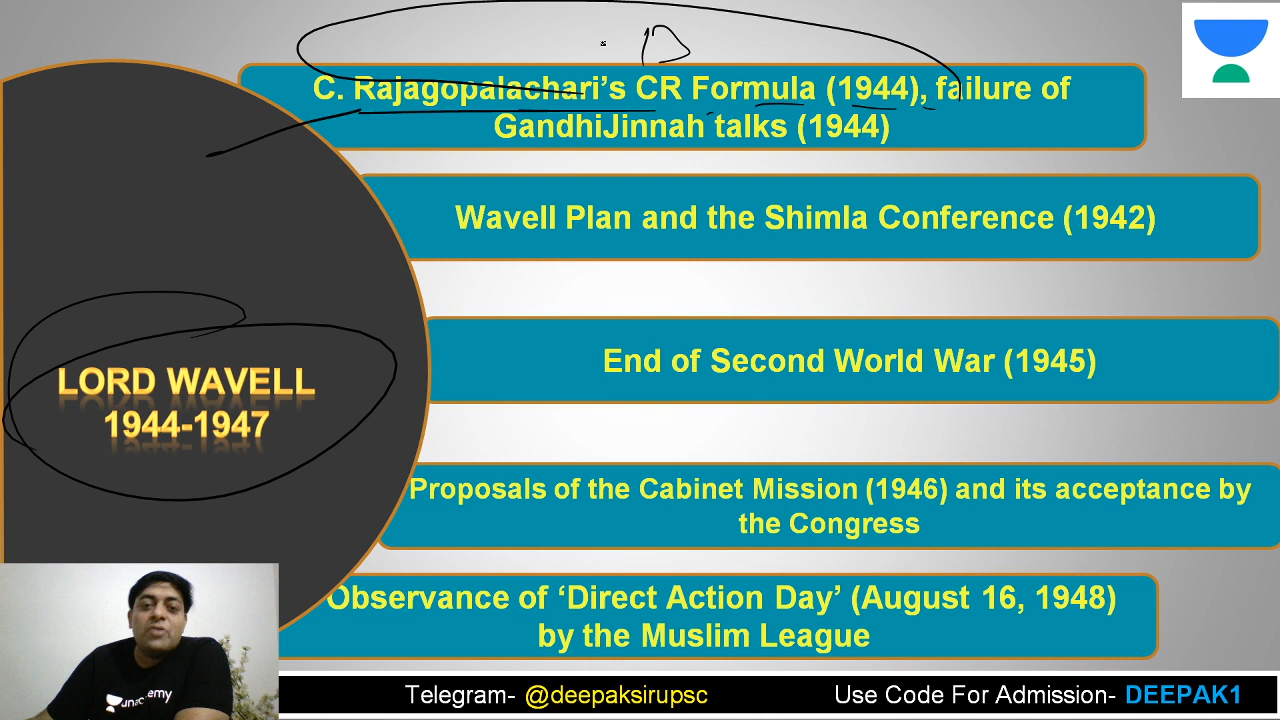 C. Rajagopalachari's CR Formula (1944), failure of
GandhiJinnah talks (1944)
Wavell Plan and the Shimla Conference (1942)
End of Second World War (1945)
LORD WAVELL
1944-1947
Proposals of the Cabinet Mission (1946) and its acceptance by
the Congress
Observance of ‘Direct Action Day’ (August 16, 1948)
by the Muslim League
Telegram- @deepaksirupsc
Use Code For Admission- DEEPAK1